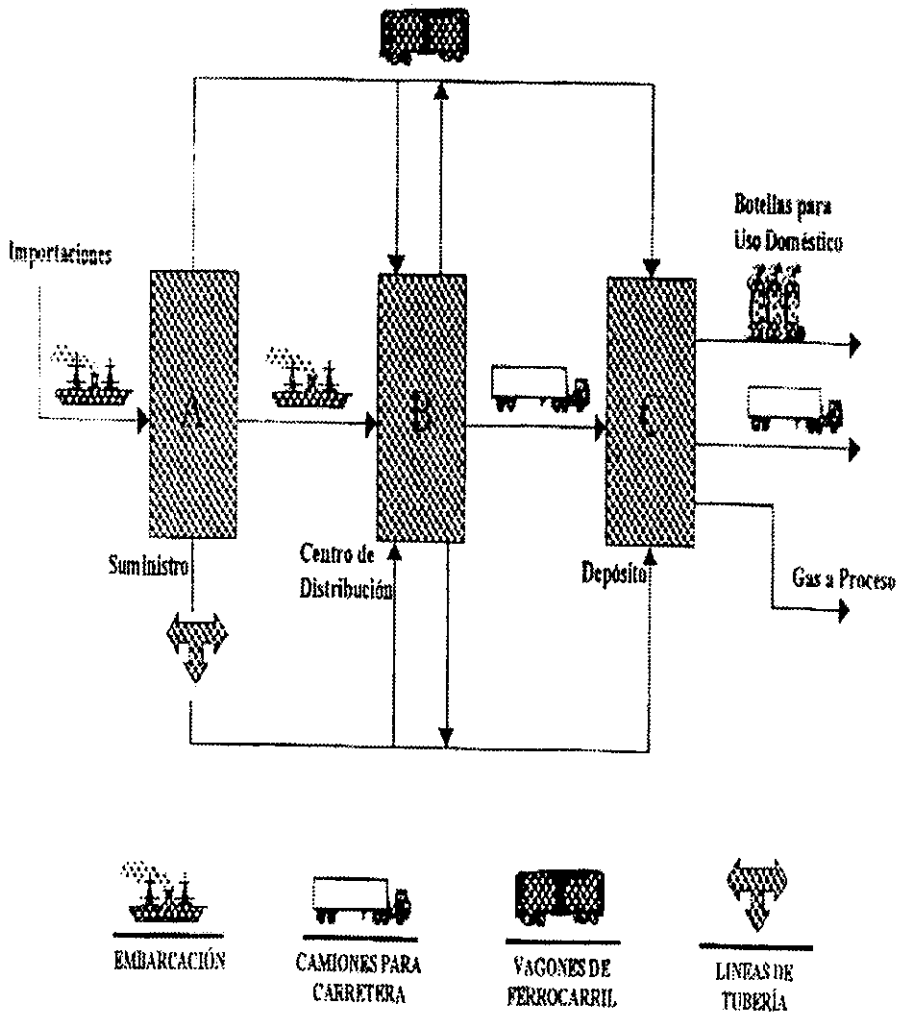 Importaciones
Botellas para
Uso Doméstico
A
B
C
Suministro
Centro de
Distribución
Depósito
Gas a Proceso
EMBARCACIÓN
CAMIONES PARA
CARRETERA
VAGONES DE
FERROCARRIL
LINEAS DE
TUBERÍA